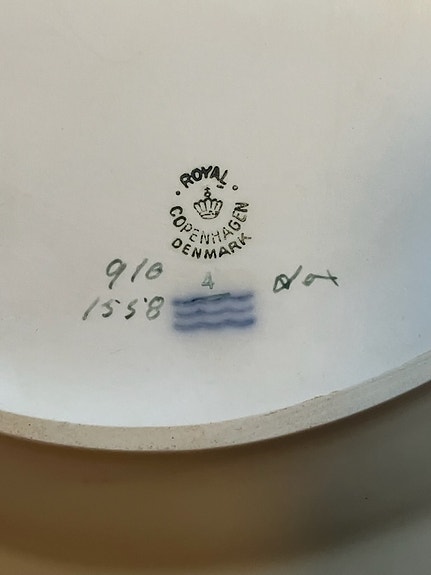 ROYAL
COPENHAGEN
DENMARK
910
4
1558